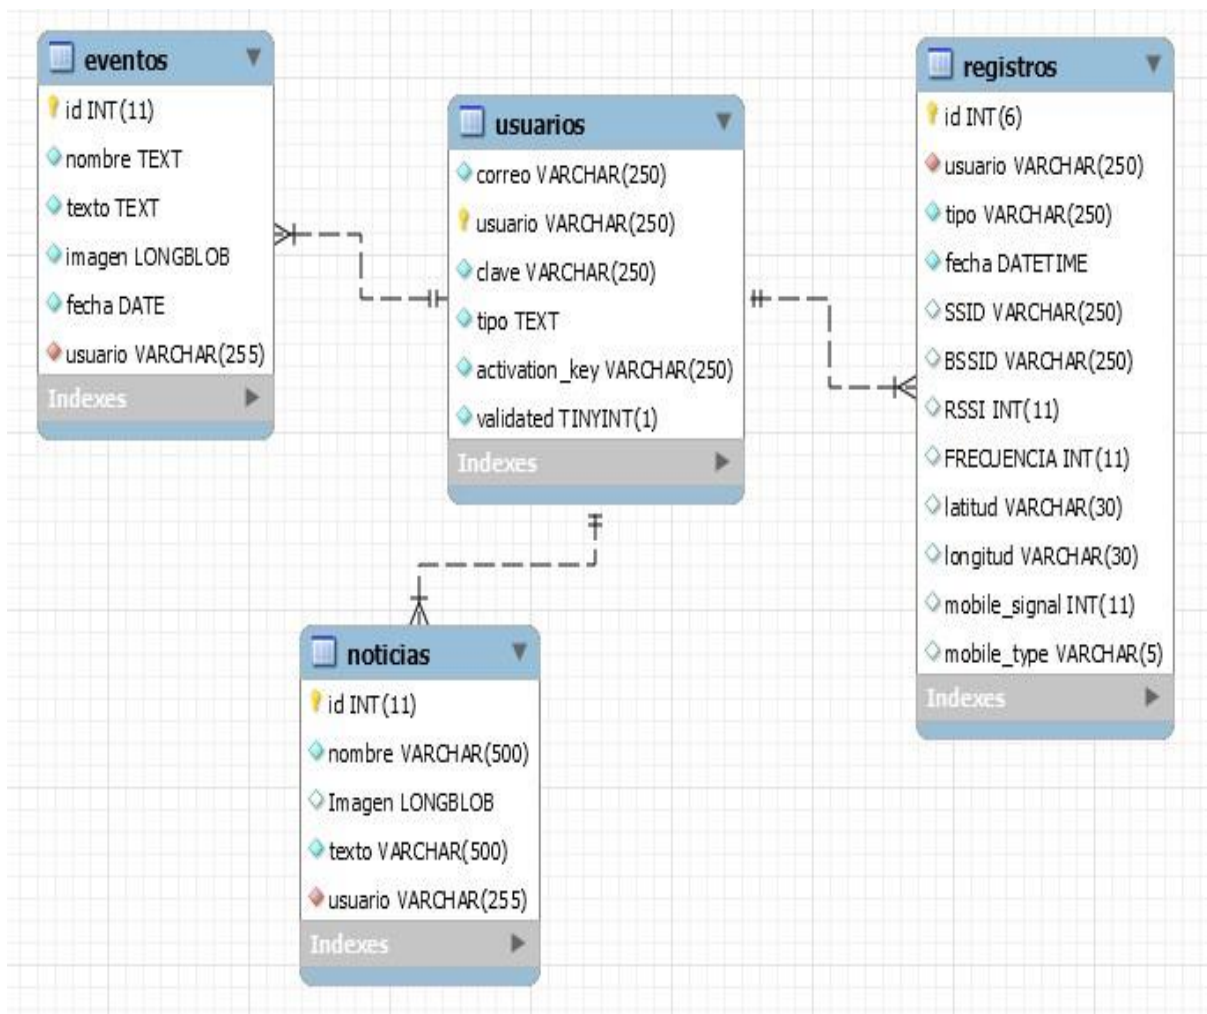 eventos
id INT(11)
nombre TEXT
texto TEXT
imagen LONGBLOB
fecha DATE
usuario VARCHAR(255)
Indexes
usuarios
correo VARCHAR(250)
usuario VARCHAR(250)
clave VARCHAR(250)
tipo TEXT
activation_key VARCHAR(250)
validated TINYINT(1)
Indexes
registros
id INT(6)
usuario VARCHAR(250)
tipo VARCHAR(250)
fecha DATETIME
SSID VARCHAR(250)
BSSID VARCHAR(250)
RSSI INT(11)
FRECUENCIA INT(11)
latitud VARCHAR(30)
longitud VARCHAR(30)
mobile_signal INT(11)
mobile_type VARCHAR(5)
Indexes
noticias
id INT(11)
nombre VARCHAR(500)
Imagen LONGBLOB
texto VARCHAR(500)
usuario VARCHAR(255)
Indexes